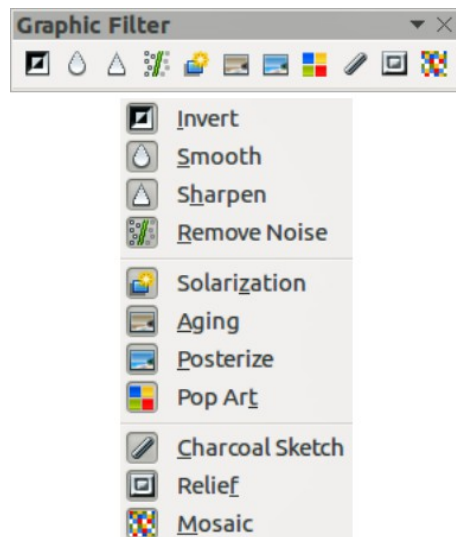 Graphic Filter
Invert
Smooth
Sharpen
Remove Noise
Solarization
Aging
Posterize
Pop Art
Charcoal Sketch
Relief
Mosaic